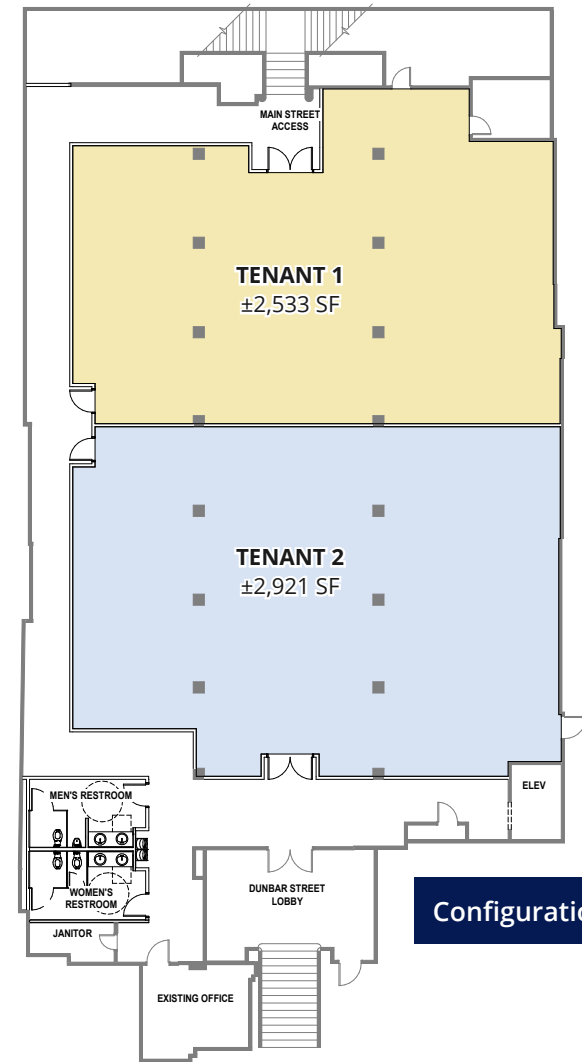 MAIN STREET
ACCESS
TENANT 1
±2,533 SF
TENANT 2
±2,921 SF
ELEV
MEN'S RESTROOM
WOMEN'S
RESTROOM
DUNBAR STREET
LOBBY
JANITOR
EXISTING OFFICE